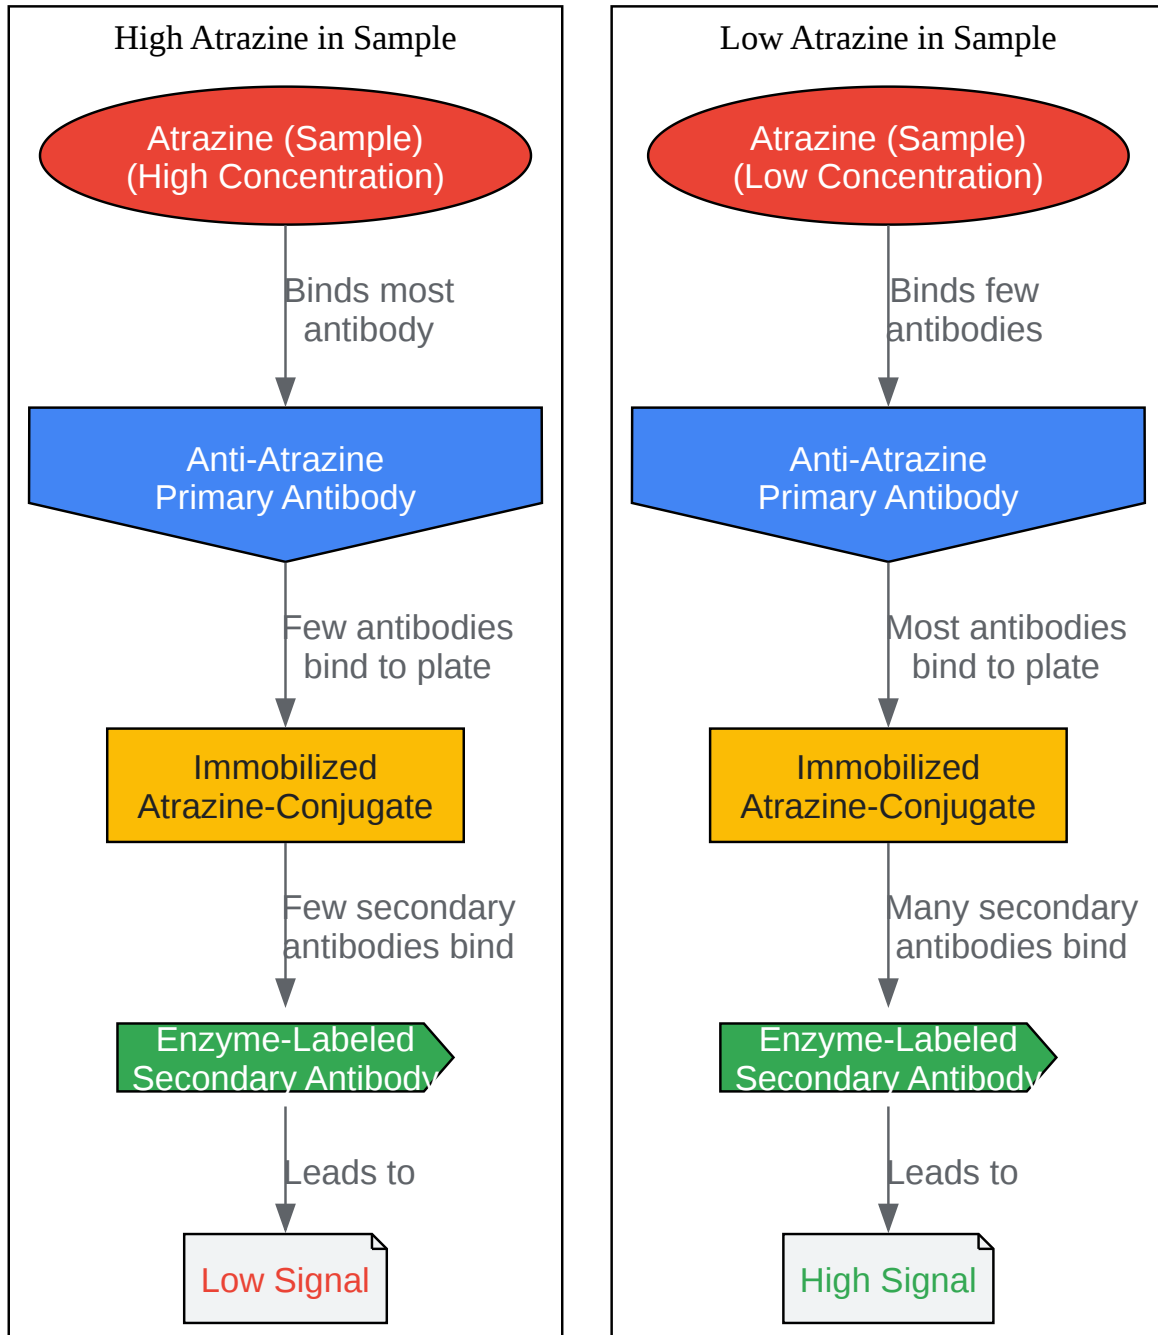 High Atrazine in Sample
Atrazine (Sample)
(High Concentration)
Binds most
antibody
Anti-Atrazine
Primary Antibody
Few antibodies
bind to plate
Immobilized
Atrazine-Conjugate
Few secondary
antibodies bind
Enzyme-Labeled
Secondary Antibody
Leads to
Low Signal
Low Atrazine in Sample
Atrazine (Sample)
(Low Concentration)
Binds few
antibodies
Anti-Atrazine
Primary Antibody
Most antibodies
bind to plate
Immobilized
Atrazine-Conjugate
Many secondary
antibodies bind
Enzyme-Labeled
Secondary Antibody
Leads to
High Signal